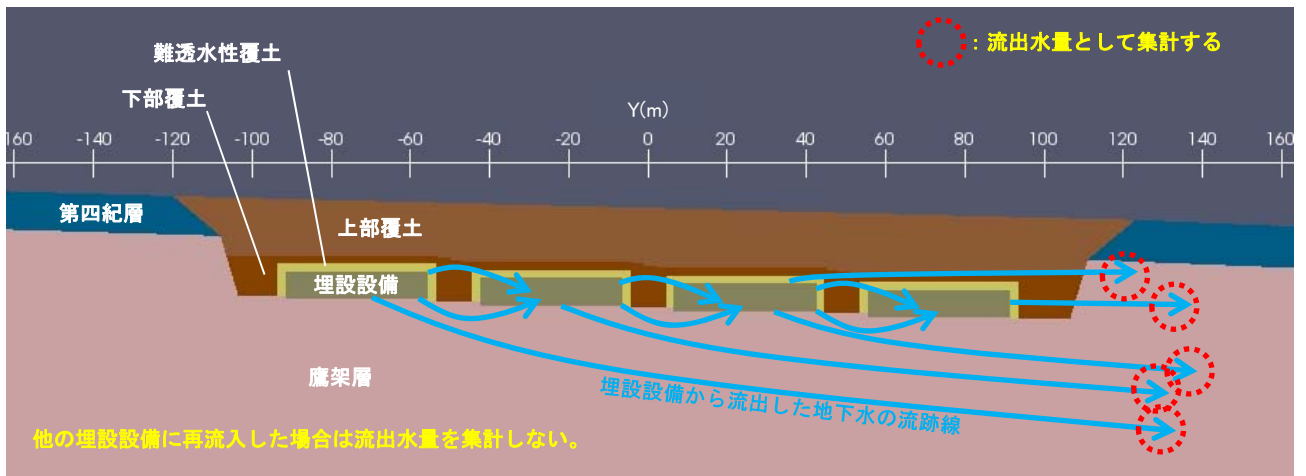 難透水性覆土
：流出水量として集計する
下部覆土
Y(m)
160 -140 -120 -100 -80 -60 -40 -20 0 20 40 60 80 100 120 140 160
第四紀層
上部覆土
埋設設備
鷹架層
埋設設備から流出した地下水の流跡線
他の埋設設備に再流入した場合は流出水量を集計しない。